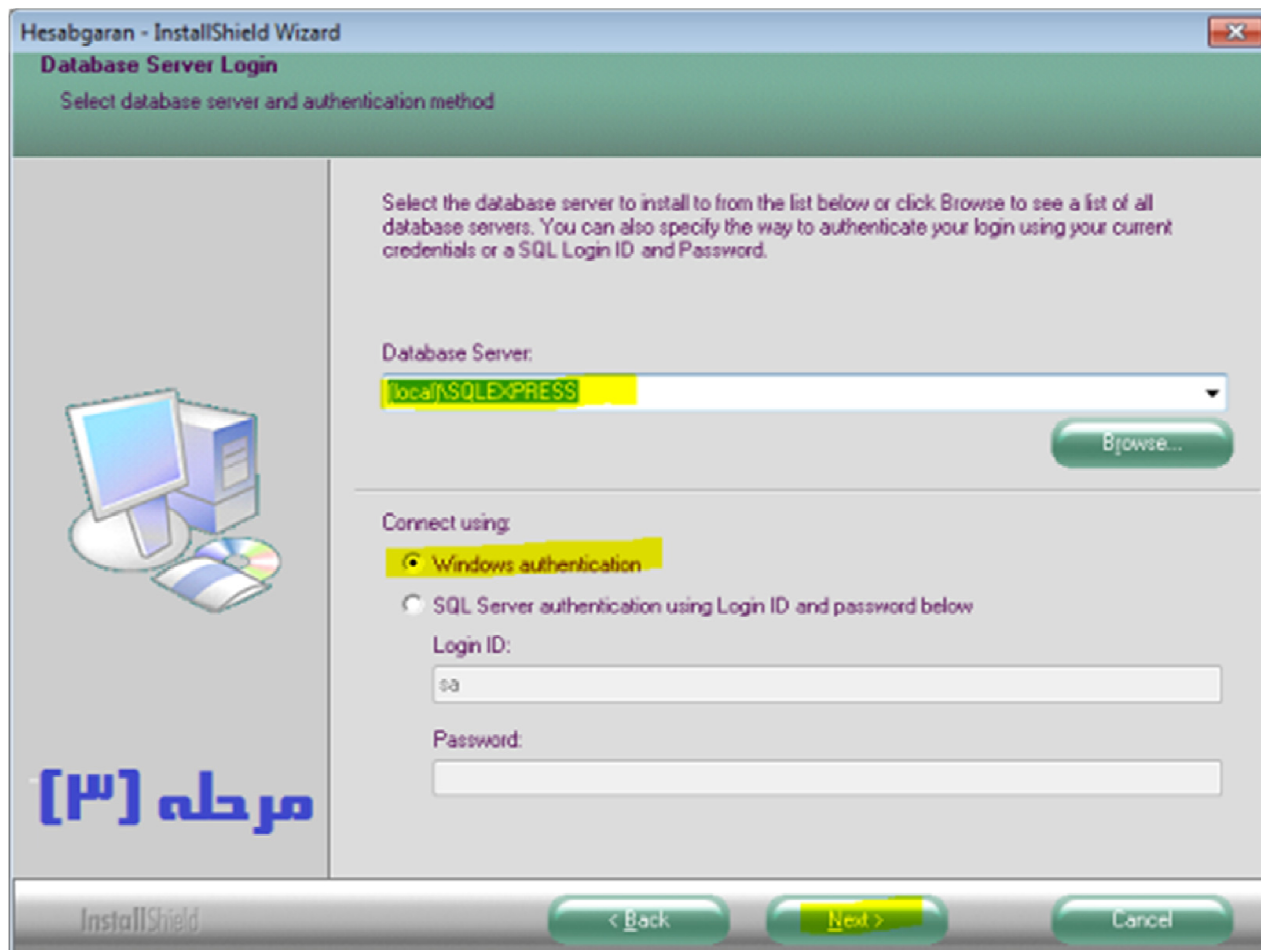 Hesabgaran - InstallShield Wizard
Database Server Login
Select database server and authentication method
Select the database server to install to from the list below or click Browse to see a list of all
database servers. You can also specify the way to authenticate your login using your current
credentials or a SQL Login ID and Password.
Database Server:
(local)\SQLEXPRESS
Browse...
Connect using:
Windows authentication
SQL Server authentication using Login ID and password below
Login ID:
sa
Password:
مرحله [۳]
InstallShield
< Back
Next >
Cancel